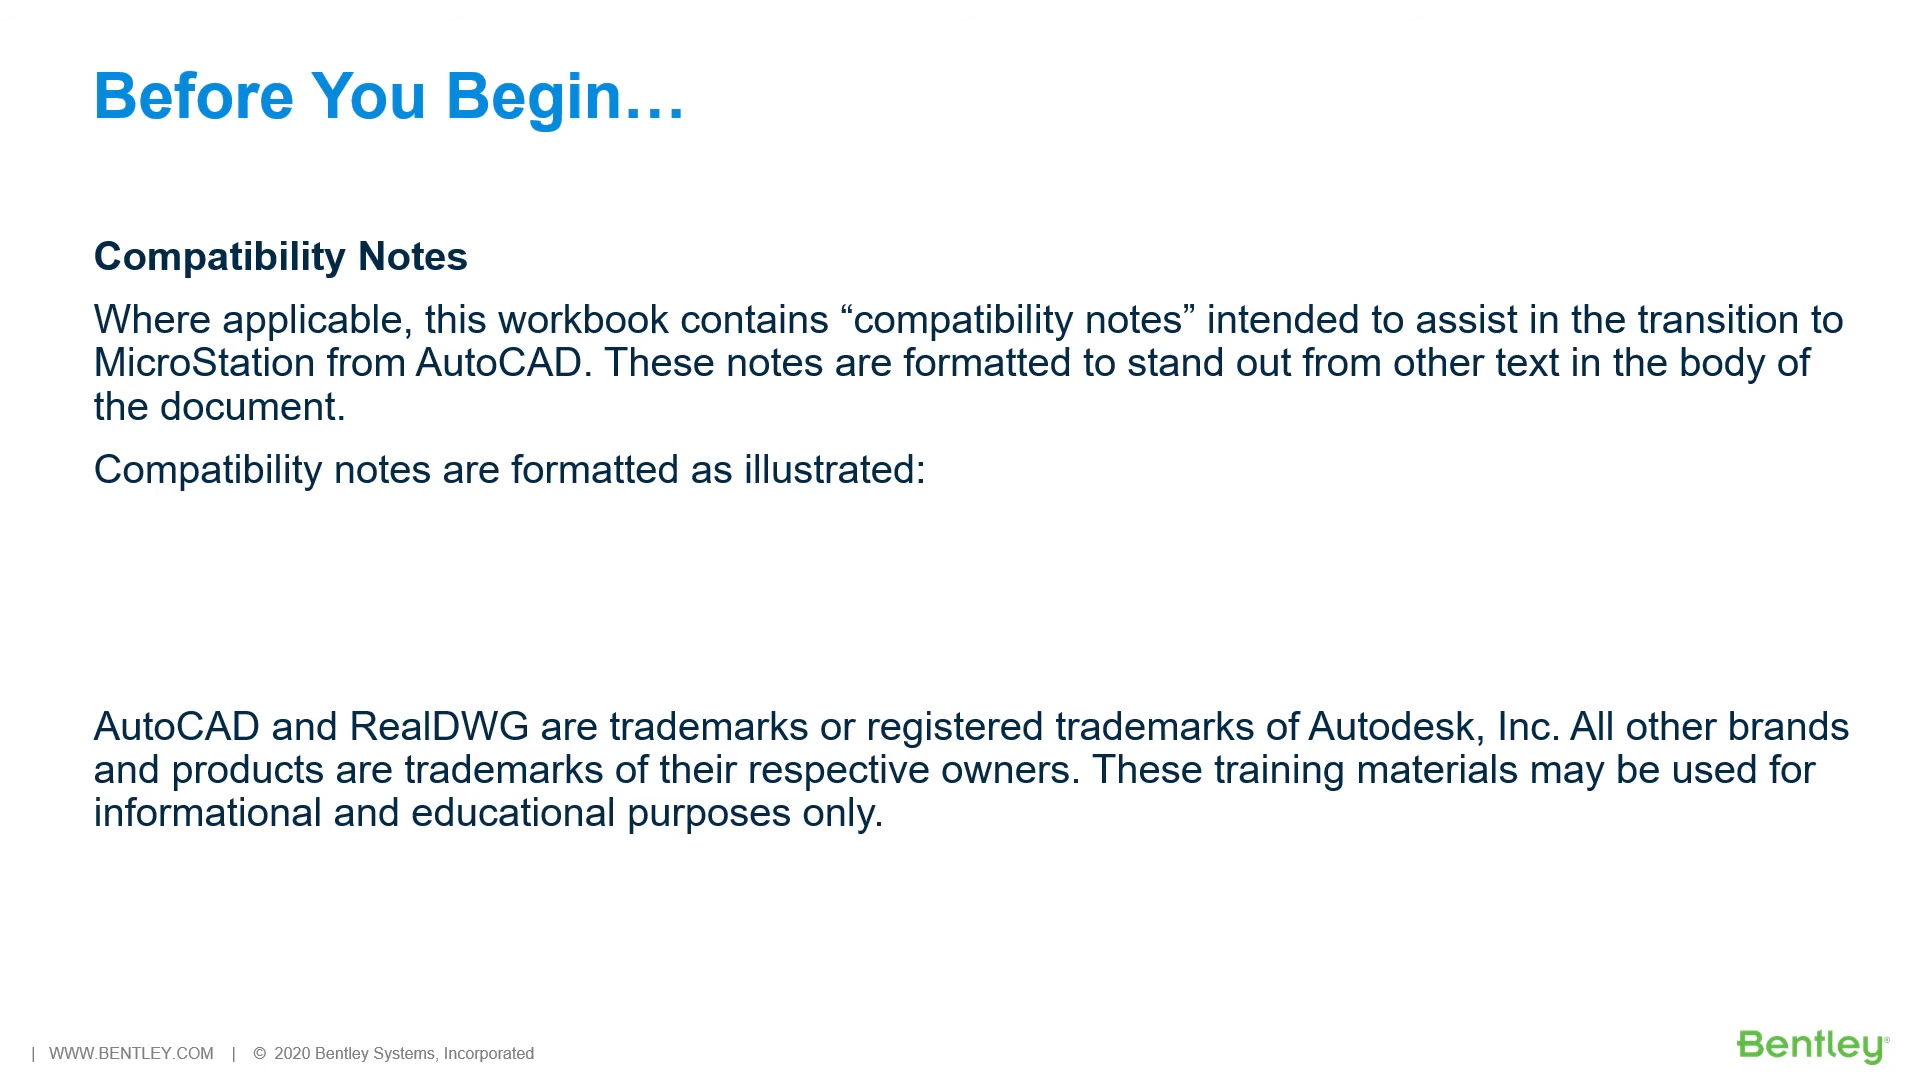 Before You Begin…
Compatibility Notes
Where applicable, this workbook contains “compatibility notes” intended to assist in the transition to
MicroStation from AutoCAD. These notes are formatted to stand out from other text in the body of
the document.
Compatibility notes are formatted as illustrated:
AutoCAD and RealDWG are trademarks or registered trademarks of Autodesk, Inc. All other brands
and products are trademarks of their respective owners. These training materials may be used for
informational and educational purposes only.
| WWW.BENTLEY.COM | © 2020 Bentley Systems, Incorporated
Bentley®